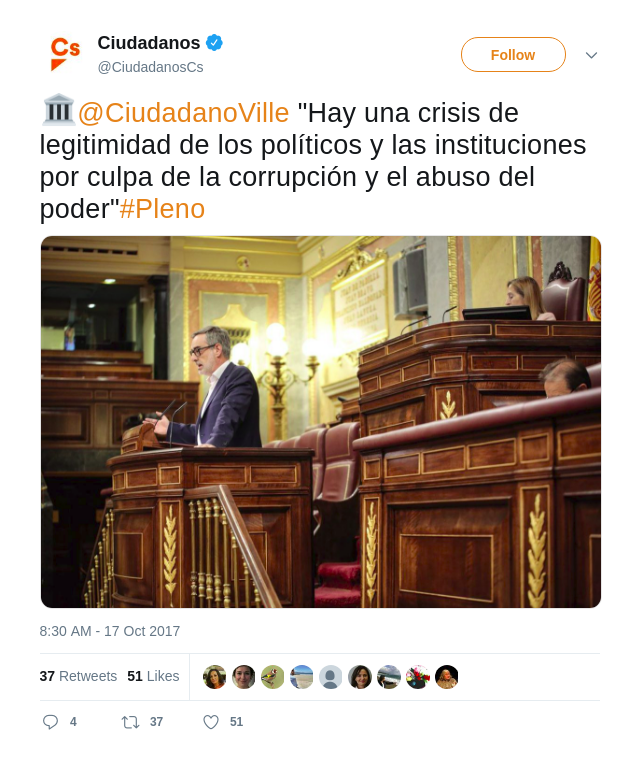 Cs
Ciudadanos
@CiudadanosCs
Follow
@CiudadanoVille "Hay una crisis de
legitimidad de los políticos y las instituciones
por culpa de la corrupción y el abuso del
poder"#Pleno
8:30 AM - 17 Oct 2017
37 Retweets 51 Likes
4 37 51